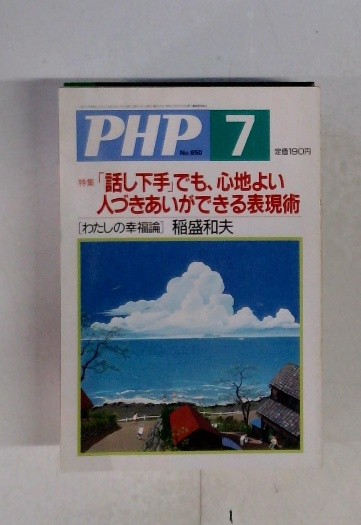 PHP
No.650
7
定価190円
特集
「話し下手」でも、心地よい
人づきあいができる表現術
[わたしの幸福論] 稲盛和夫